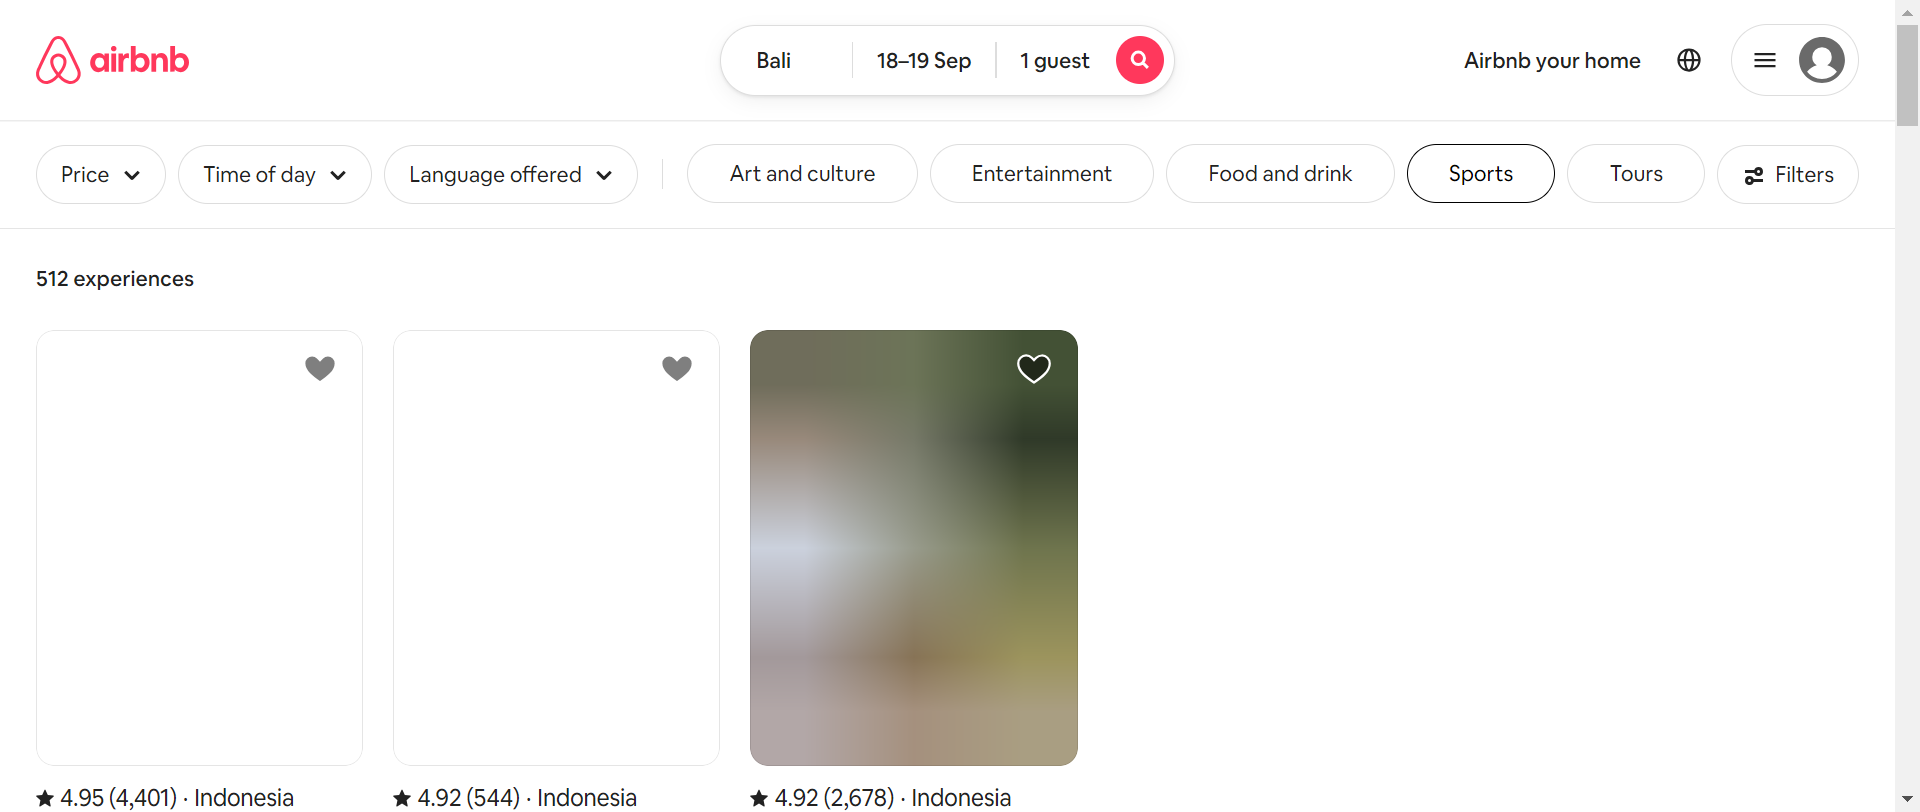 airbnb
Bali
18–19 Sep
1 guest
Airbnb your home
Price
Time of day
Language offered
Art and culture
Entertainment
Food and drink
Sports
Tours
Filters
512 experiences
4.95 (4,401) · Indonesia
4.92 (544) · Indonesia
4.92 (2,678) · Indonesia